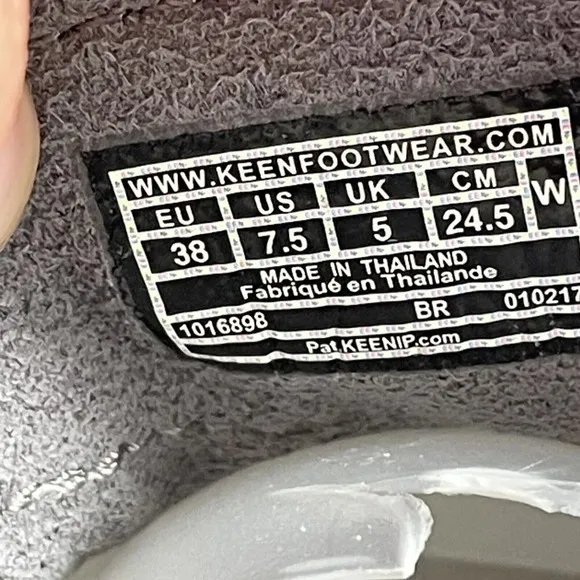 WWW.KEENFOOTWEAR.COM
EU US UK CM W
38 7.5 5 24.5
MADE IN THAILAND
Fabriqué en Thaïlande
1016898 BR 010217
Pat.KEENIP.com